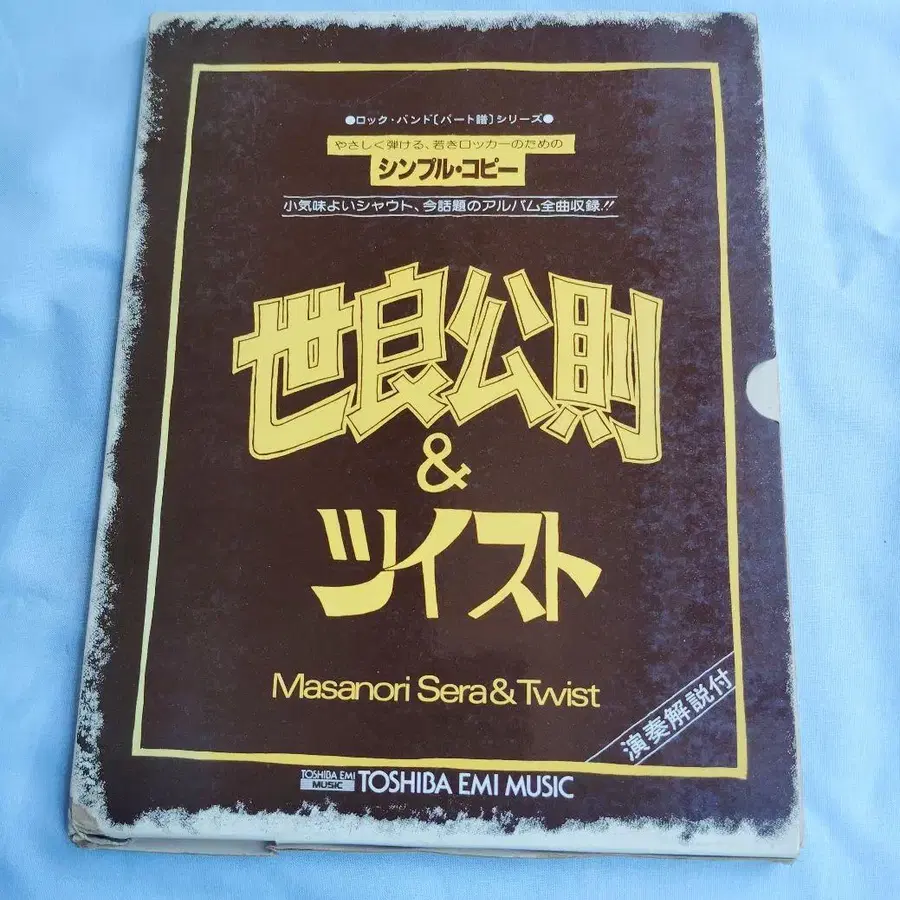 ●ロック・バンド〔パート譜〕シリーズ●
やさしく弾ける、若きロッカーのための
シンプル・コピー
小気味よいシャウト、今話題のアルバム全曲収録!!
世良公則
&
ツイスト
Masanori Sera & Twist
演奏解説付
TOSHIBA EMI
MUSIC
TOSHIBA EMI MUSIC